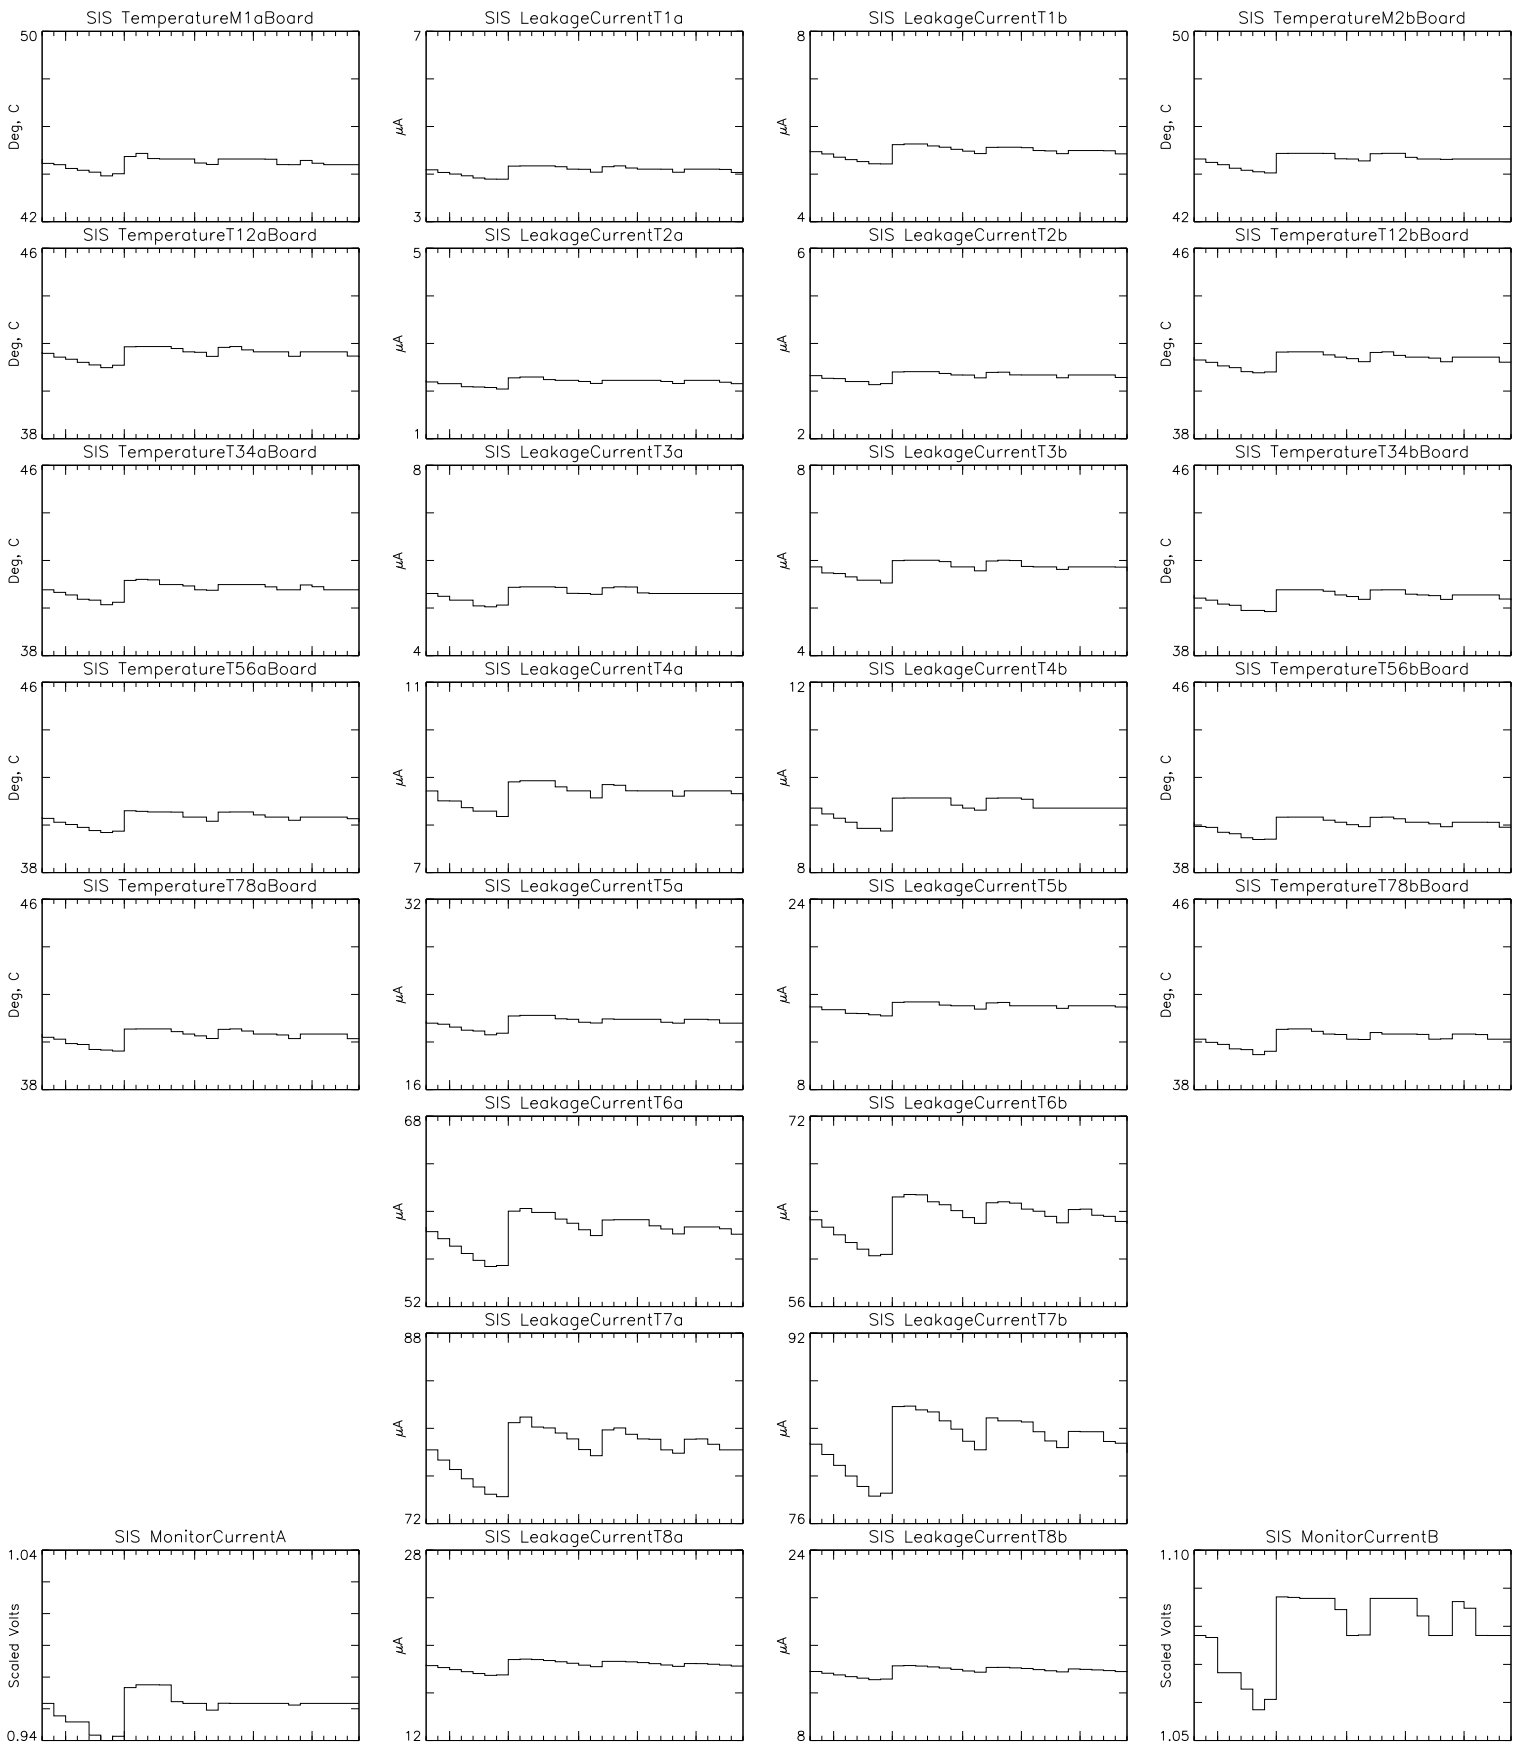 SIS TemperatureM1aBoard SIS LeakageCurrentT1a SIS LeakageCurrentT1b SIS TemperatureM2bBoard
50 7 8 50
Deg, C μA μA Deg, C
42 3 4 42
SIS TemperatureT12aBoard SIS LeakageCurrentT2a SIS LeakageCurrentT2b SIS TemperatureT12bBoard
46 5 6 46
Deg, C μA μA Deg, C
38 1 2 38
SIS TemperatureT34aBoard SIS LeakageCurrentT3a SIS LeakageCurrentT3b SIS TemperatureT34bBoard
46 8 8 46
Deg, C μA μA Deg, C
38 4 4 38
SIS TemperatureT56aBoard SIS LeakageCurrentT4a SIS LeakageCurrentT4b SIS TemperatureT56bBoard
46 11 12 46
Deg, C μA μA Deg, C
38 7 8 38
SIS TemperatureT78aBoard SIS LeakageCurrentT5a SIS LeakageCurrentT5b SIS TemperatureT78bBoard
46 32 24 46
Deg, C μA μA Deg, C
38 16 8 38
SIS LeakageCurrentT6a SIS LeakageCurrentT6b
68 72
μA μA
52 56
SIS LeakageCurrentT7a SIS LeakageCurrentT7b
88 92
μA μA
72 76
SIS MonitorCurrentA SIS LeakageCurrentT8a SIS LeakageCurrentT8b SIS MonitorCurrentB
1.04 28 24 1.10
Scaled Volts μA μA Scaled Volts
0.94 12 8 1.05